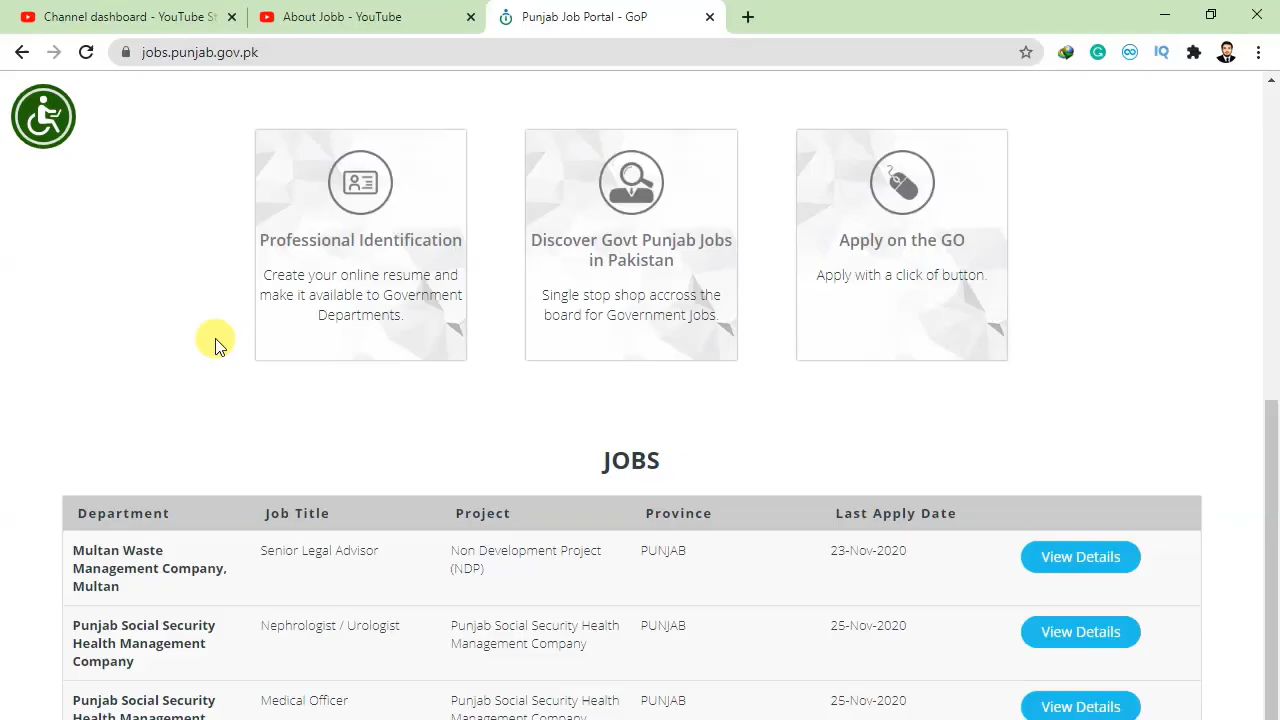 Channel dashboard - YouTube St
About Jobb - YouTube
Punjab Job Portal - GoP
jobs.punjab.gov.pk
IQ
Professional Identification
Create your online resume and
make it available to Government
Departments.
Discover Govt Punjab Jobs
in Pakistan
Single stop shop accross the
board for Government Jobs.
Apply on the GO
Apply with a click of button.
JOBS
Department Job Title Project Province Last Apply Date
Multan Waste
Management Company,
Multan
Senior Legal Advisor
Non Development Project
(NDP)
PUNJAB
23-Nov-2020
View Details
Punjab Social Security
Health Management
Company
Nephrologist / Urologist
Punjab Social Security Health
Management Company
PUNJAB
25-Nov-2020
View Details
Punjab Social Security
Health Management
Medical Officer
Punjab Social Security Health
Management Company
PUNJAB
25-Nov-2020
View Details